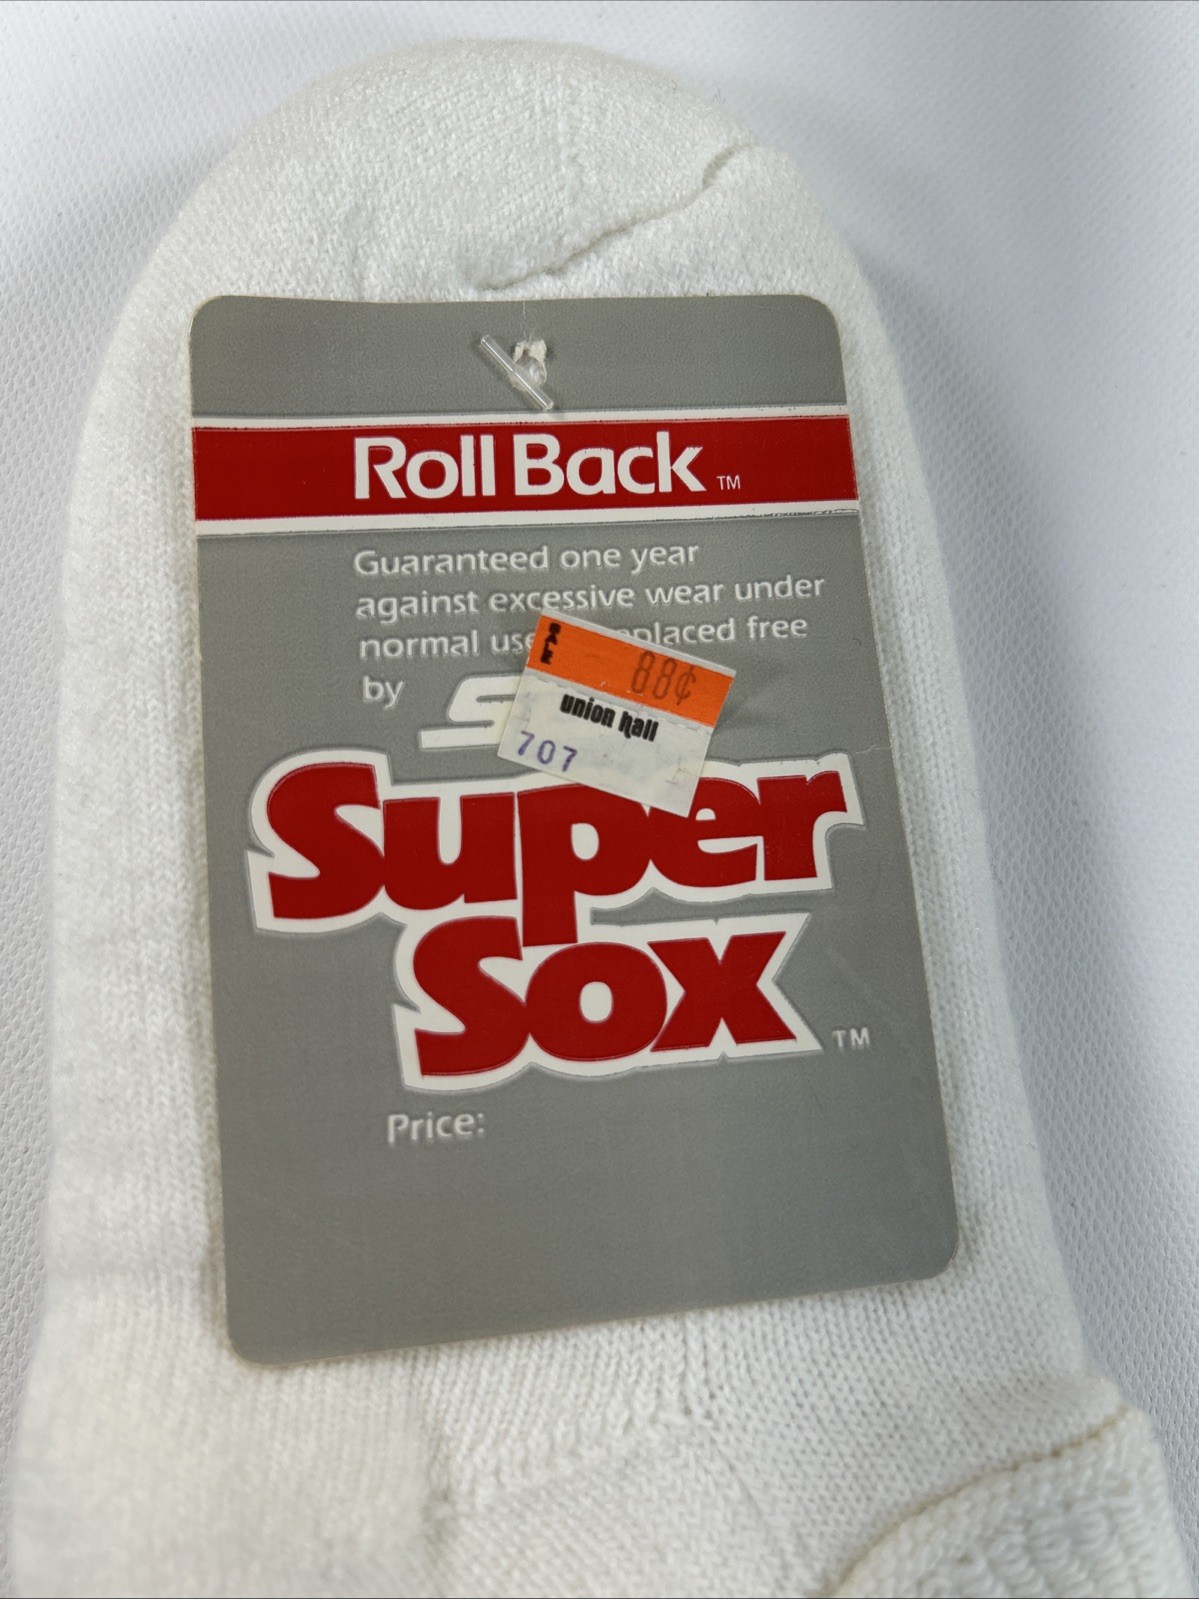 Roll Back TM
Guaranteed one year
against excessive wear under
normal use placed free
by
SALE
88¢
union hall
707
Super
Sox TM
Price: